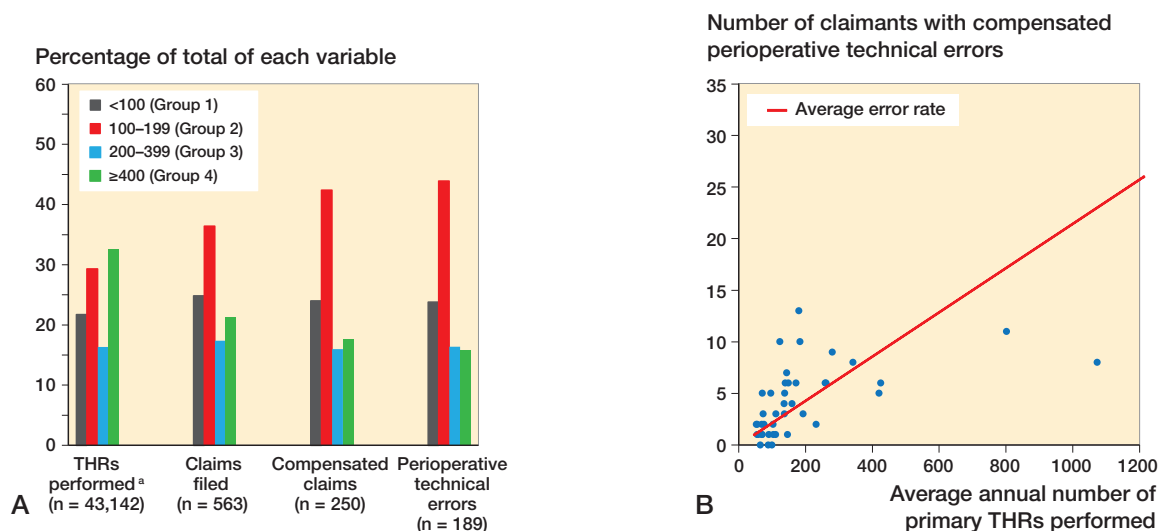 Percentage of total of each variable
60
50
40
30
20
10
0
<100 (Group 1)
100–199 (Group 2)
200–399 (Group 3)
≥400 (Group 4)
THRs
performed a
(n = 43,142)
Claims
filed
(n = 563)
Compensated
claims
(n = 250)
Perioperative
technical
errors
(n = 189)
A
Number of claimants with compensated
perioperative technical errors
35
30
25
20
15
10
5
0
Average error rate
0 200 400 600 800 1000 1200
Average annual number of
primary THRs performed
B